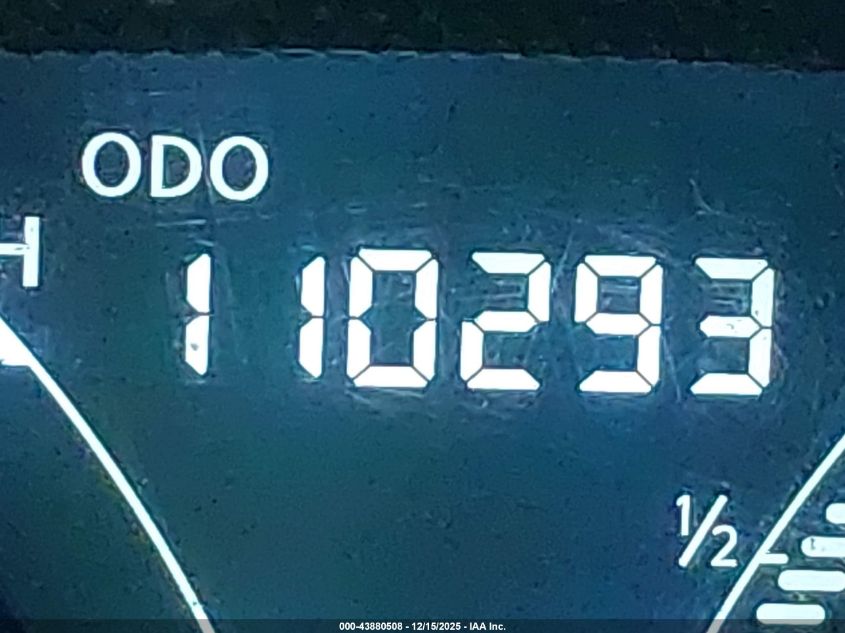 ODO
H
110293
1/2
000-43880508 - 12/15/2025 - IAA Inc.